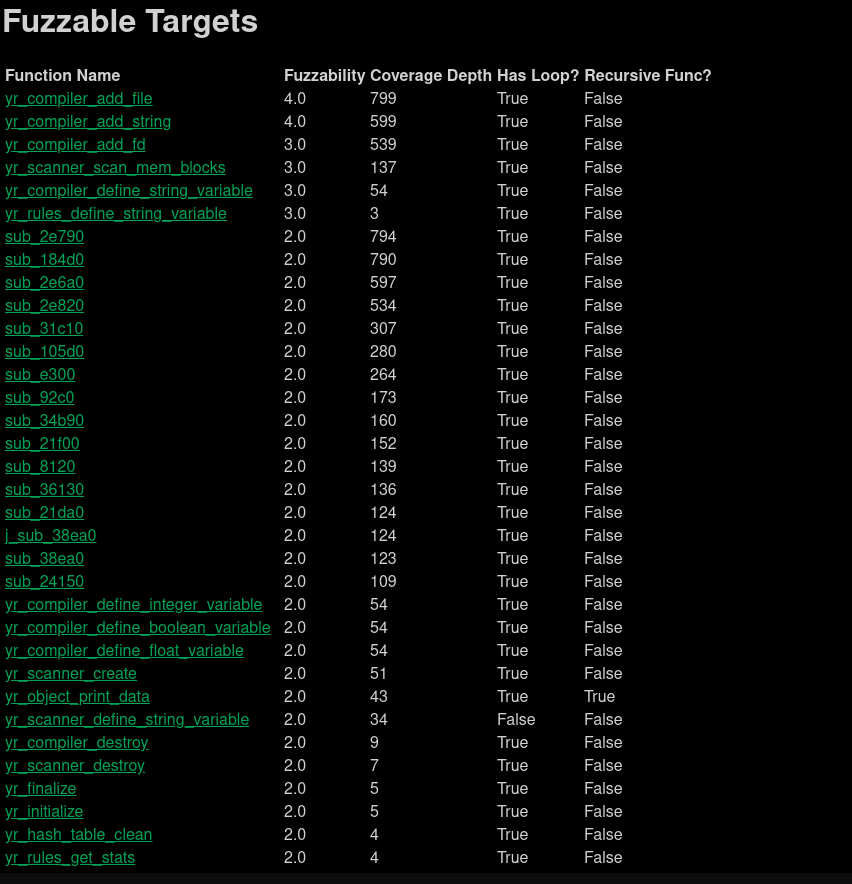 Fuzzable Targets
Function Name Fuzzability Coverage Depth Has Loop? Recursive Func?
yr_compiler_add_file 4.0 799 True False
yr_compiler_add_string 4.0 599 True False
yr_compiler_add_fd 3.0 539 True False
yr_scanner_scan_mem_blocks 3.0 137 True False
yr_compiler_define_string_variable 3.0 54 True False
yr_rules_define_string_variable 3.0 3 True False
sub_2e790 2.0 794 True False
sub_184d0 2.0 790 True False
sub_2e6a0 2.0 597 True False
sub_2e820 2.0 534 True False
sub_31c10 2.0 307 True False
sub_105d0 2.0 280 True False
sub_e300 2.0 264 True False
sub_92c0 2.0 173 True False
sub_34b90 2.0 160 True False
sub_21f00 2.0 152 True False
sub_8120 2.0 139 True False
sub_36130 2.0 136 True False
sub_21da0 2.0 124 True False
j_sub_38ea0 2.0 124 True False
sub_38ea0 2.0 123 True False
sub_24150 2.0 109 True False
yr_compiler_define_integer_variable 2.0 54 True False
yr_compiler_define_boolean_variable 2.0 54 True False
yr_compiler_define_float_variable 2.0 54 True False
yr_scanner_create 2.0 51 True False
yr_object_print_data 2.0 43 True True
yr_scanner_define_string_variable 2.0 34 False False
yr_compiler_destroy 2.0 9 True False
yr_scanner_destroy 2.0 7 True False
yr_finalize 2.0 5 True False
yr_initialize 2.0 5 True False
yr_hash_table_clean 2.0 4 True False
yr_rules_get_stats 2.0 4 True False